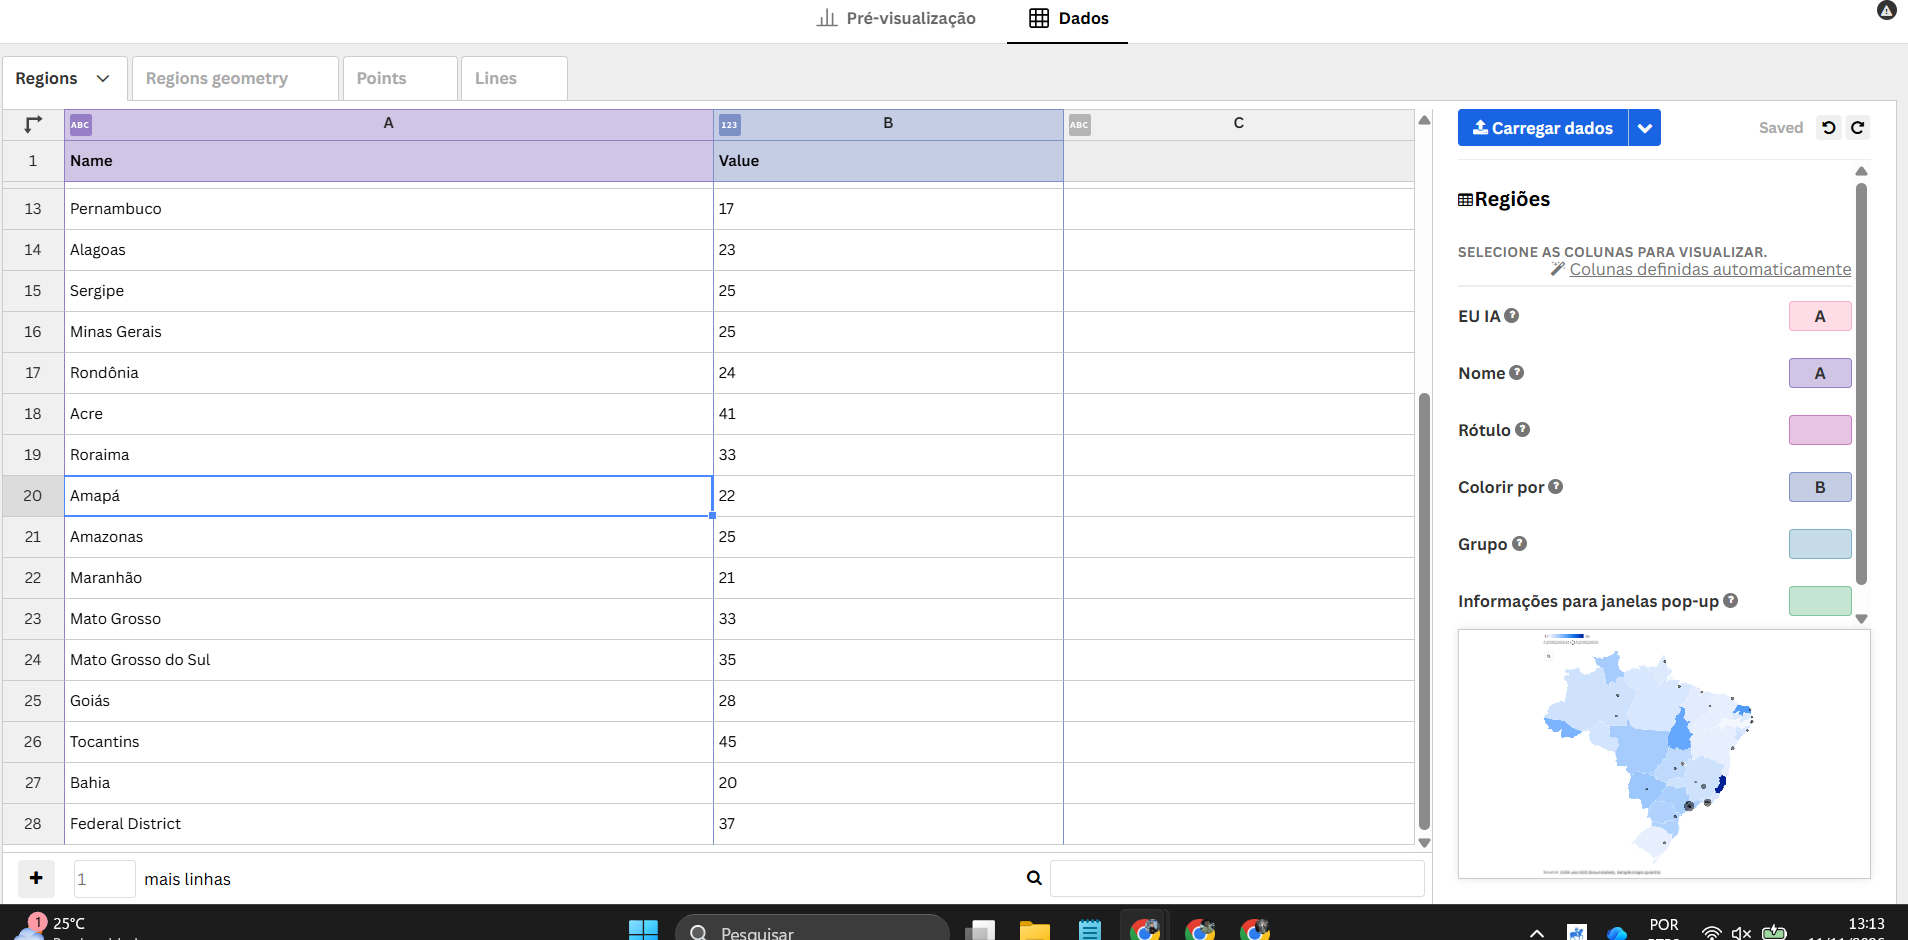 Pré-visualização
Dados
Regions
Regions geometry
Points
Lines
ABC A
123 B
ABC C
1 Name Value
13 Pernambuco 17
14 Alagoas 23
15 Sergipe 25
16 Minas Gerais 25
17 Rondônia 24
18 Acre 41
19 Roraima 33
20 Amapá 22
21 Amazonas 25
22 Maranhão 21
23 Mato Grosso 33
24 Mato Grosso do Sul 35
25 Goiás 28
26 Tocantins 45
27 Bahia 20
28 Federal District 37
+ 1 mais linhas
Carregar dados
Saved
Regiões
SELECIONE AS COLUNAS PARA VISUALIZAR.
Colunas definidas automaticamente
EU IA ? A
Nome ? A
Rótulo ?
Colorir por ? B
Grupo ?
Informações para janelas pop-up ?
1 25°C
Pesquisar
POR
13:13